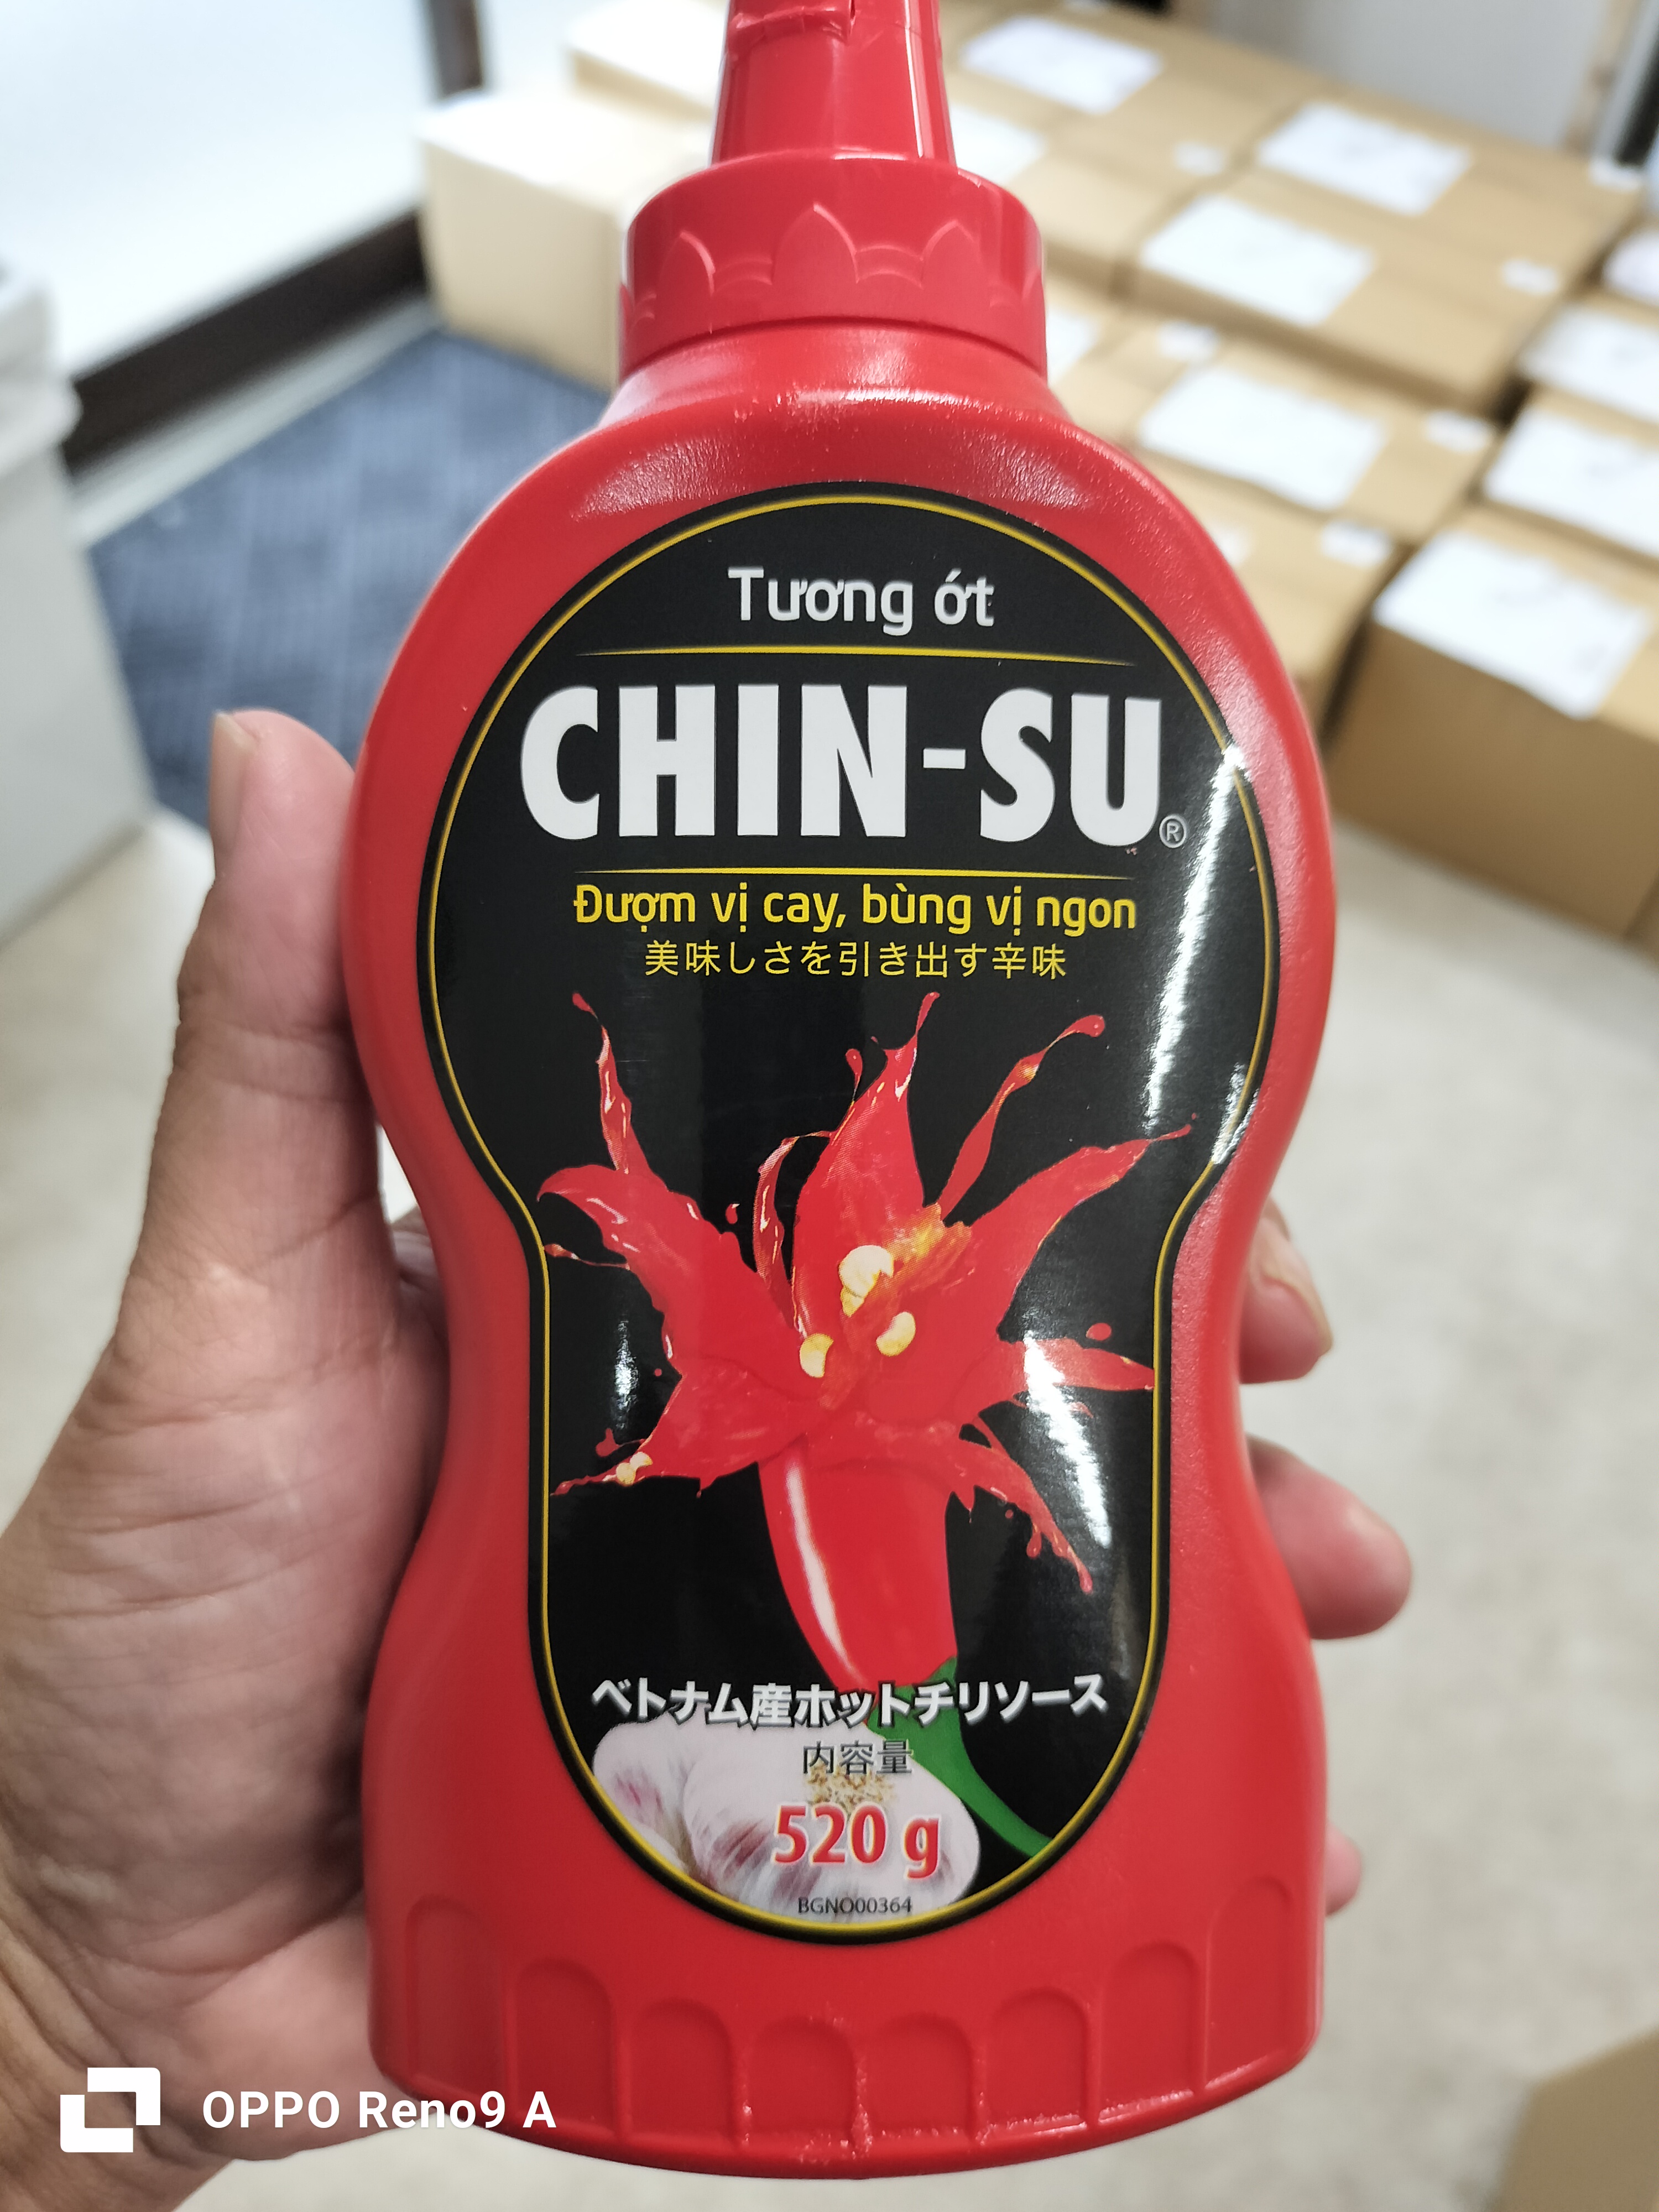 Tương ớt
CHIN-SU®
Đượm vị cay, bùng vị ngon
美味しさを引き出す辛味
ベトナム産ホットチリソース
内容量
520 g
BGNO00364
OPPO Reno9 A